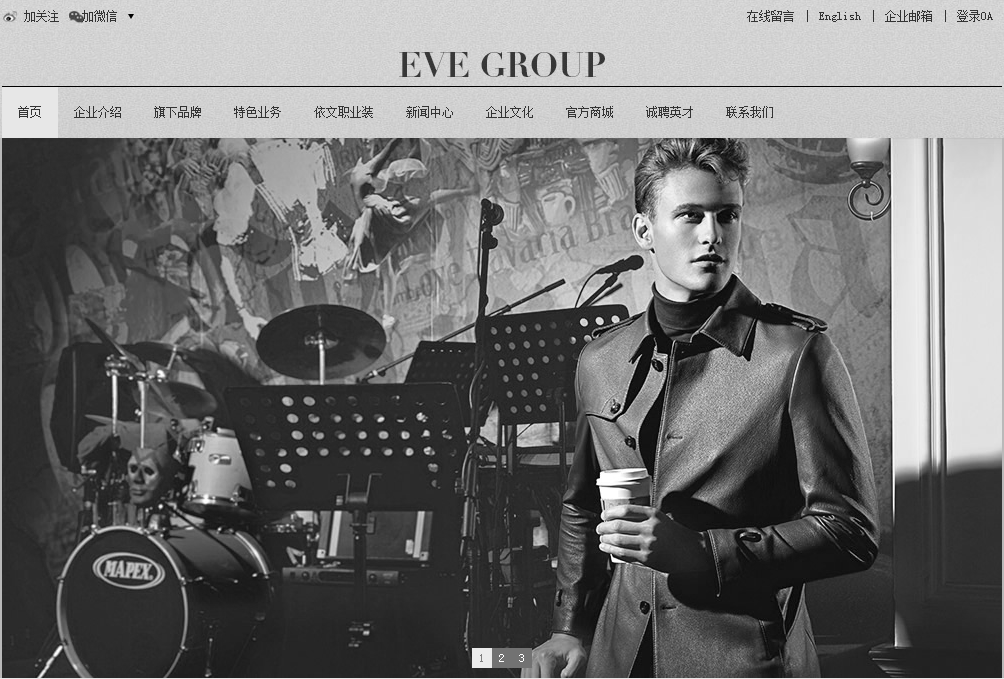 加关注 加微信 ▼ 在线留言 | English | 企业邮箱 | 登录OA
EVE GROUP
首页 企业介绍 旗下品牌 特色业务 依文职业装 新闻中心 企业文化 官方商城 诚聘英才 联系我们
MAPEX
1 2 3